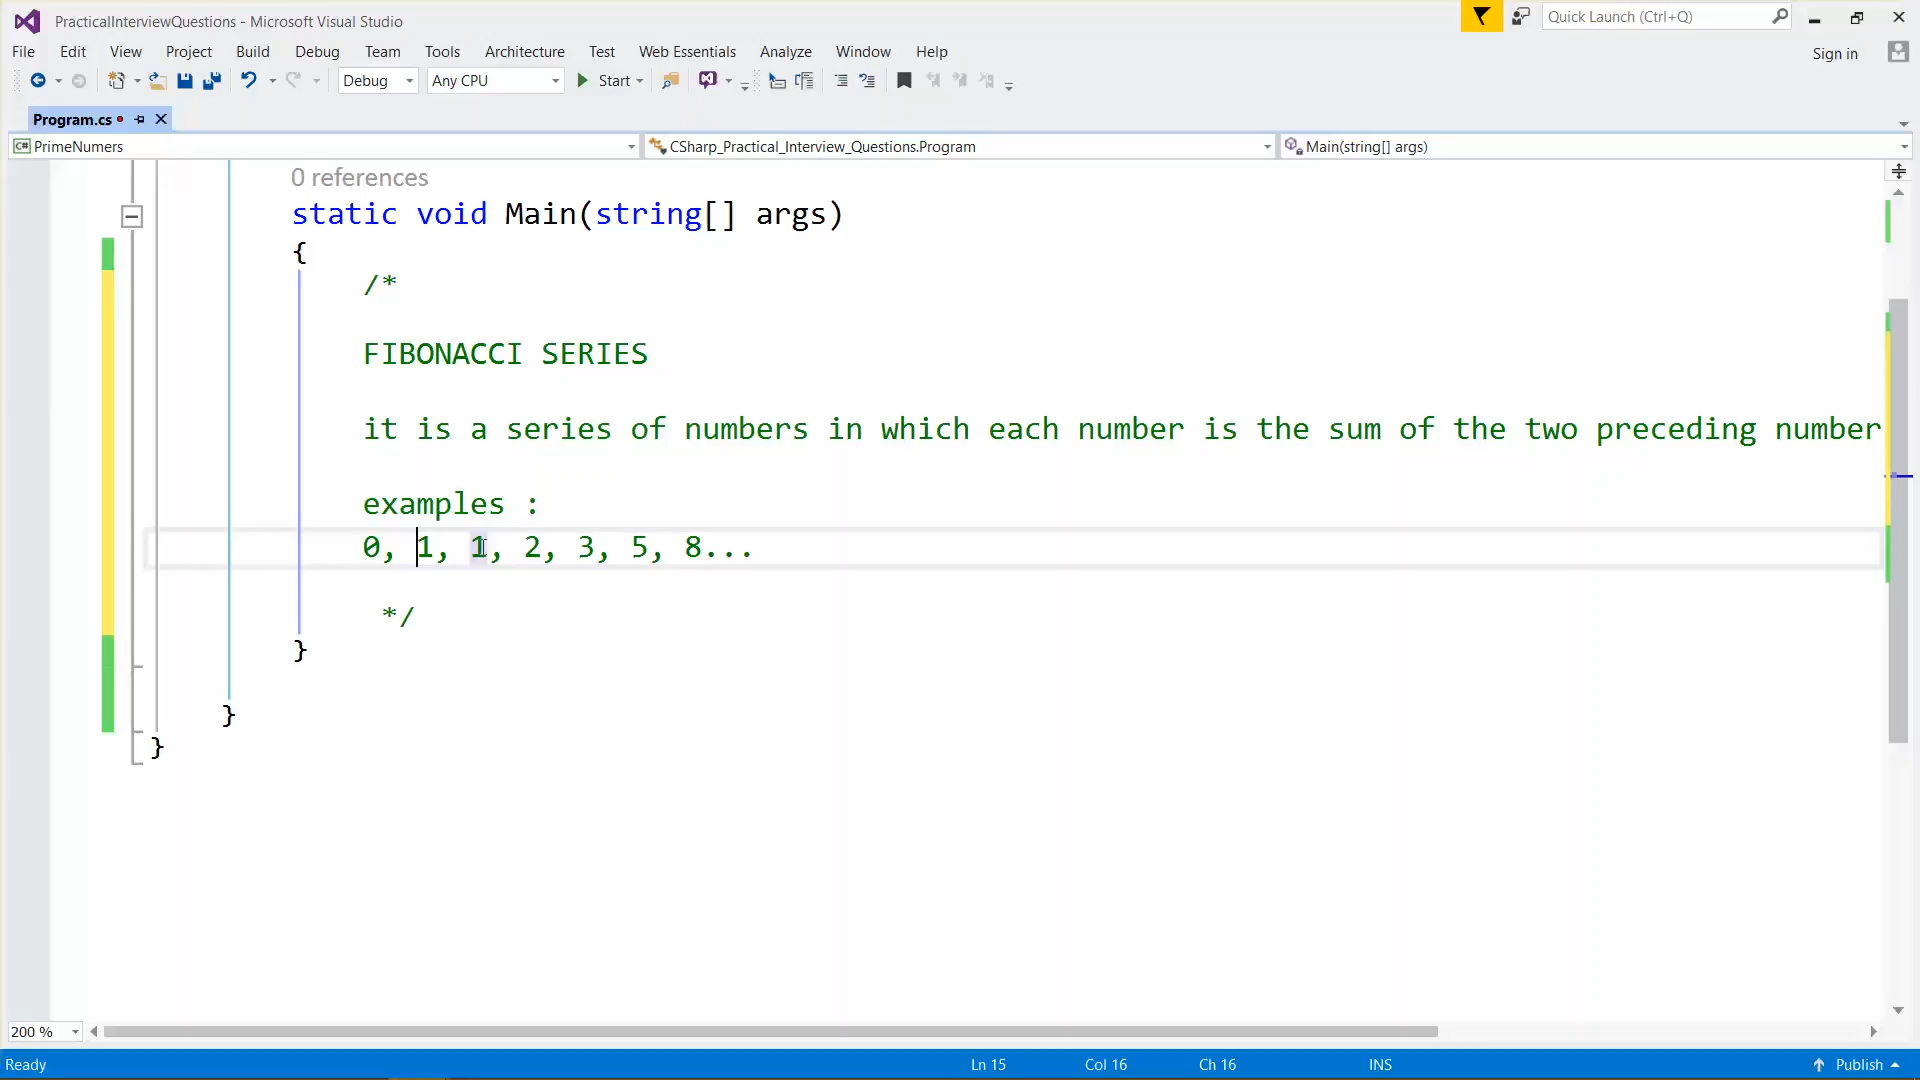 PracticalInterviewQuestions - Microsoft Visual Studio
Quick Launch (Ctrl+Q)
File Edit View Project Build Debug Team Tools Architecture Test Web Essentials Analyze Window Help
Sign in
Debug Any CPU Start
Program.cs
C# PrimeNumers
CSharp_Practical_Interview_Questions.Program
Main(string[] args)
0 references
static void Main(string[] args)
{
/*
FIBONACCI SERIES
it is a series of numbers in which each number is the sum of the two preceding number
examples :
0, 1, 1, 2, 3, 5, 8...
*/
}
}
}
200 %
Ready Ln 15 Col 16 Ch 16 INS Publish